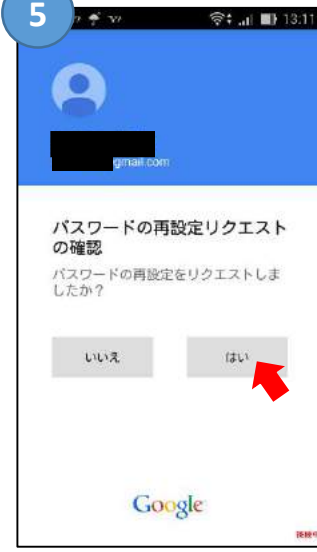 5
13:11
gmail.com
パスワードの再設定リクエスト
の確認
パスワードの再設定をリクエストしま
したか？
いいえ
はい
Google